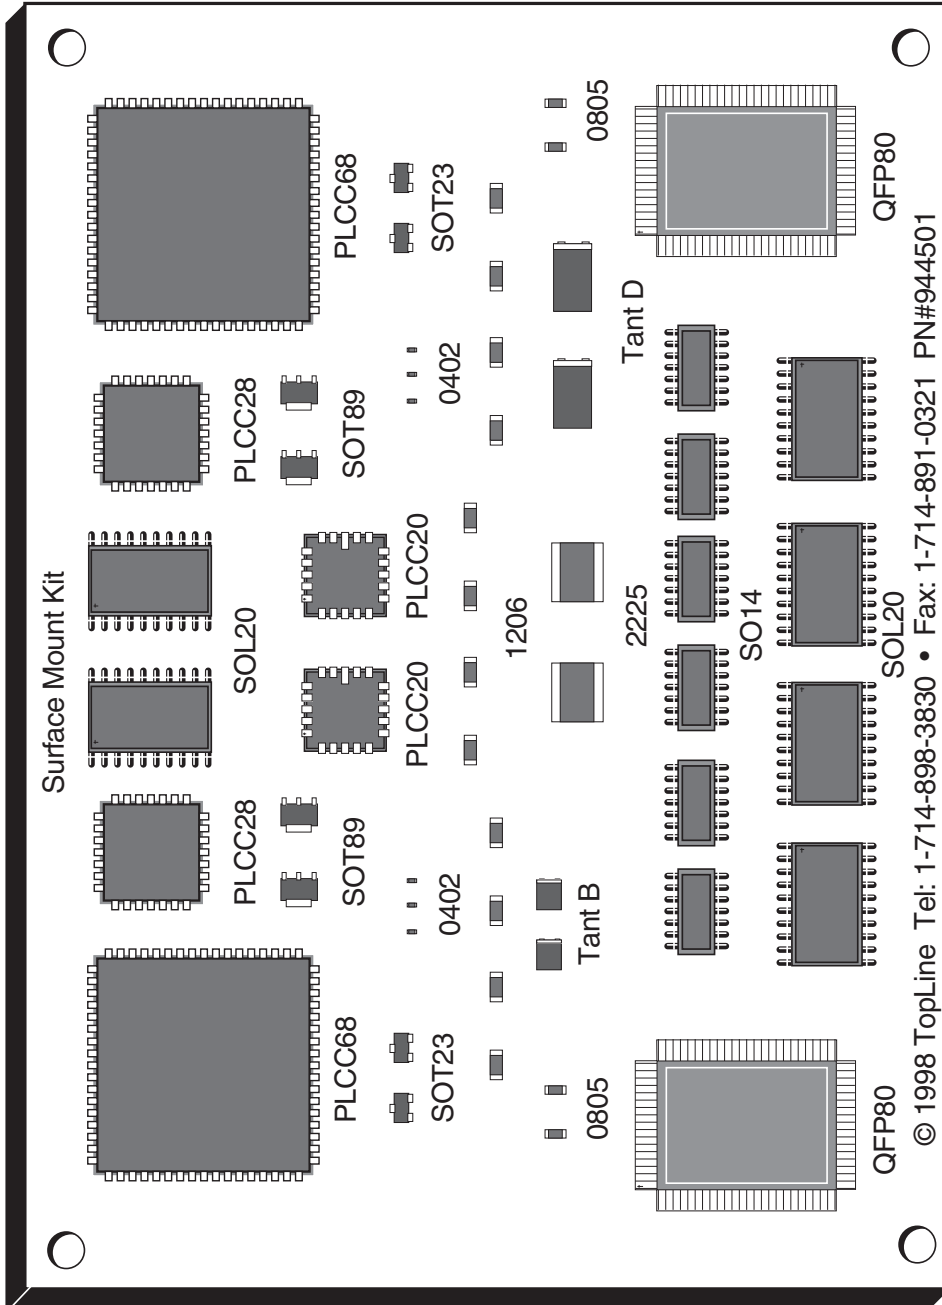 Surface Mount Kit
PLCC68
PLCC28
SOL20
PLCC28
PLCC68
SOT23
SOT89
PLCC20
PLCC20
SOT89
SOT23
0402
0402
0805
Tant B
1206
2225
Tant D
0805
SO14
QFP80
SOL20
QFP80
© 1998 TopLine Tel: 1-714-898-3830 • Fax: 1-714-891-0321 PN#944501